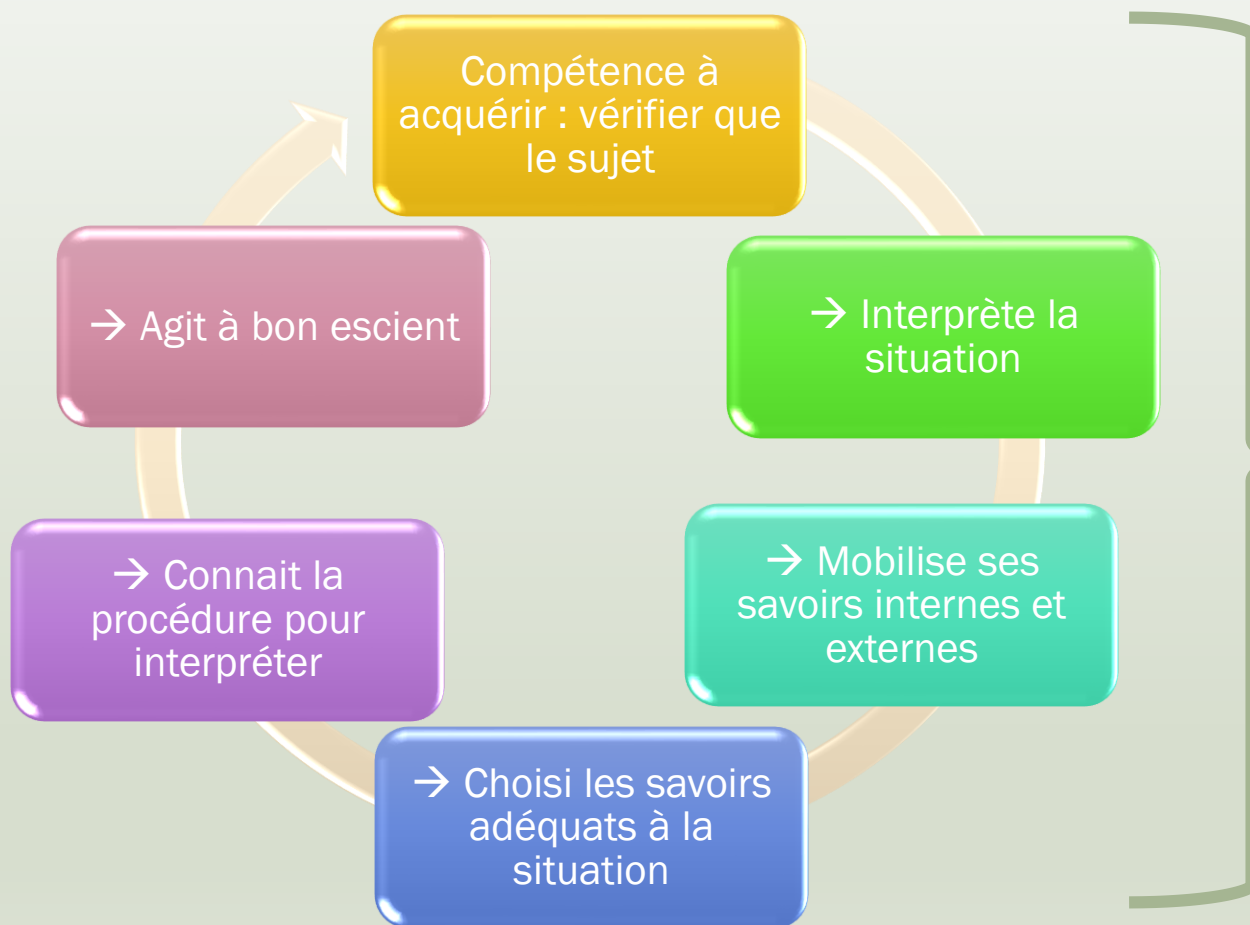 Compétence à
acquérir : vérifier que
le sujet
→ Interprète la
situation
→ Mobilise ses
savoirs internes et
externes
→ Choisi les savoirs
adéquats à la
situation
→ Connait la
procédure pour
interpréter
→ Agit à bon escient